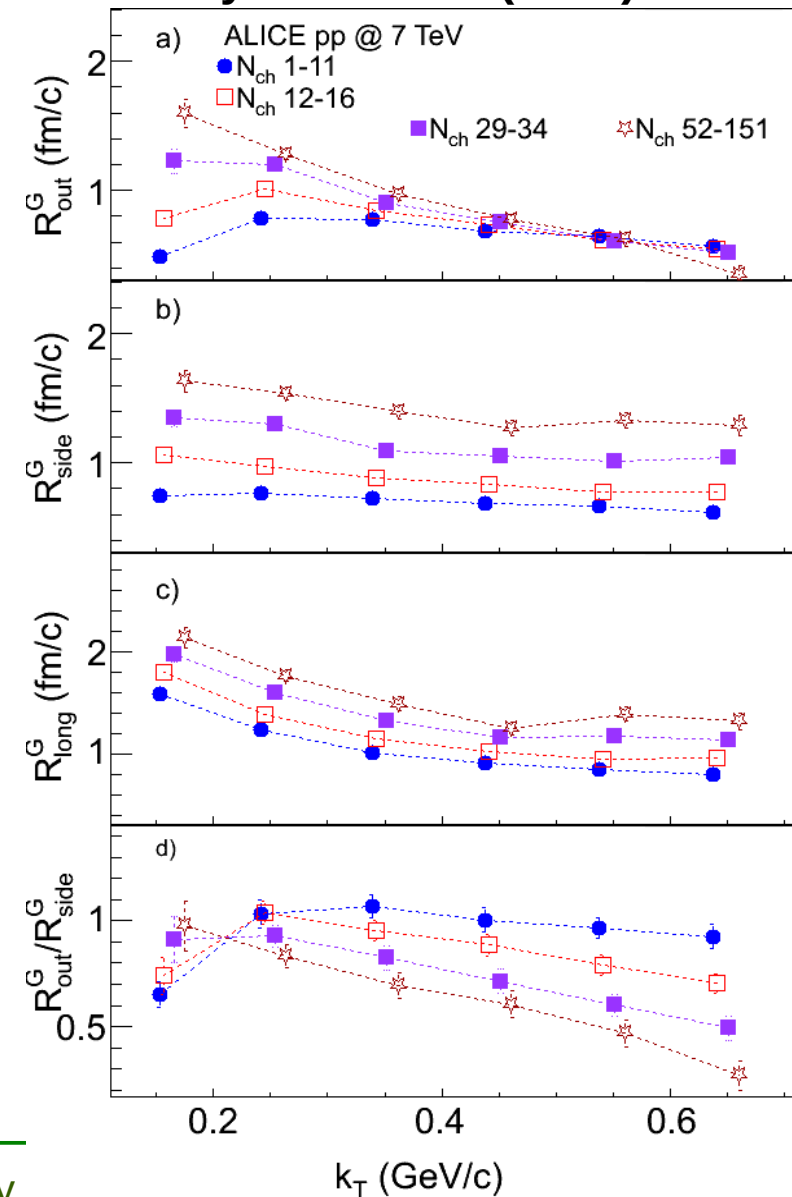 a) ALICE pp @ 7 TeV
N_ch 1-11
N_ch 12-16
N_ch 29-34
N_ch 52-151
2
1
R^G_out (fm/c)
b)
2
1
R^G_side (fm/c)
c)
2
1
R^G_long (fm/c)
d)
1
0.5
R^G_out/R^G_side
0.2 0.4 0.6
k_T (GeV/c)